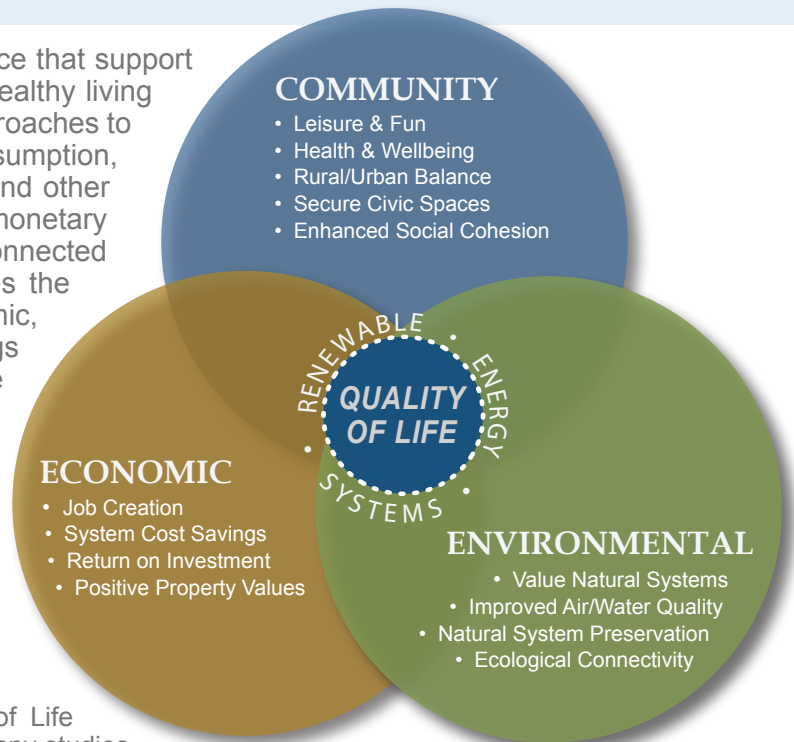 ce that support
ealthy living
roaches to
sumption,
nd other
monetary
onnected
s the
mic,
gs
e
COMMUNITY
• Leisure & Fun
• Health & Wellbeing
• Rural/Urban Balance
• Secure Civic Spaces
• Enhanced Social Cohesion
• RENEWABLE • ENERGY • SYSTEMS
QUALITY
OF LIFE
ECONOMIC
• Job Creation
• System Cost Savings
• Return on Investment
• Positive Property Values
ENVIRONMENTAL
• Value Natural Systems
• Improved Air/Water Quality
• Natural System Preservation
• Ecological Connectivity
of Life
ny studies